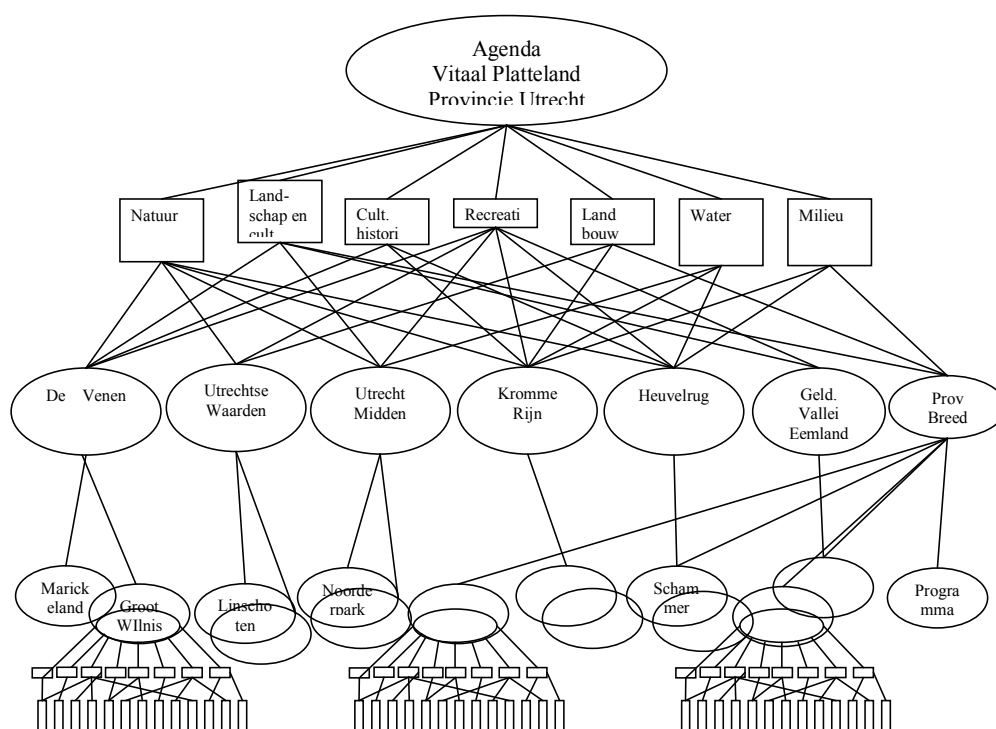 Agenda
Vitaal Platteland
Provincie Utrecht
Natuur
Land-
schap en
cult
Cult.
histori
Recreati
Land
bouw
Water
Milieu
De Venen
Utrechtse
Waarden
Utrecht
Midden
Kromme
Rijn
Heuvelrug
Geld.
Vallei
Eemland
Prov
Breed
Marick
eland
Groot
WIlnis
Linscho
ten
Noorde
rpark
Scham
mer
Progra
mma